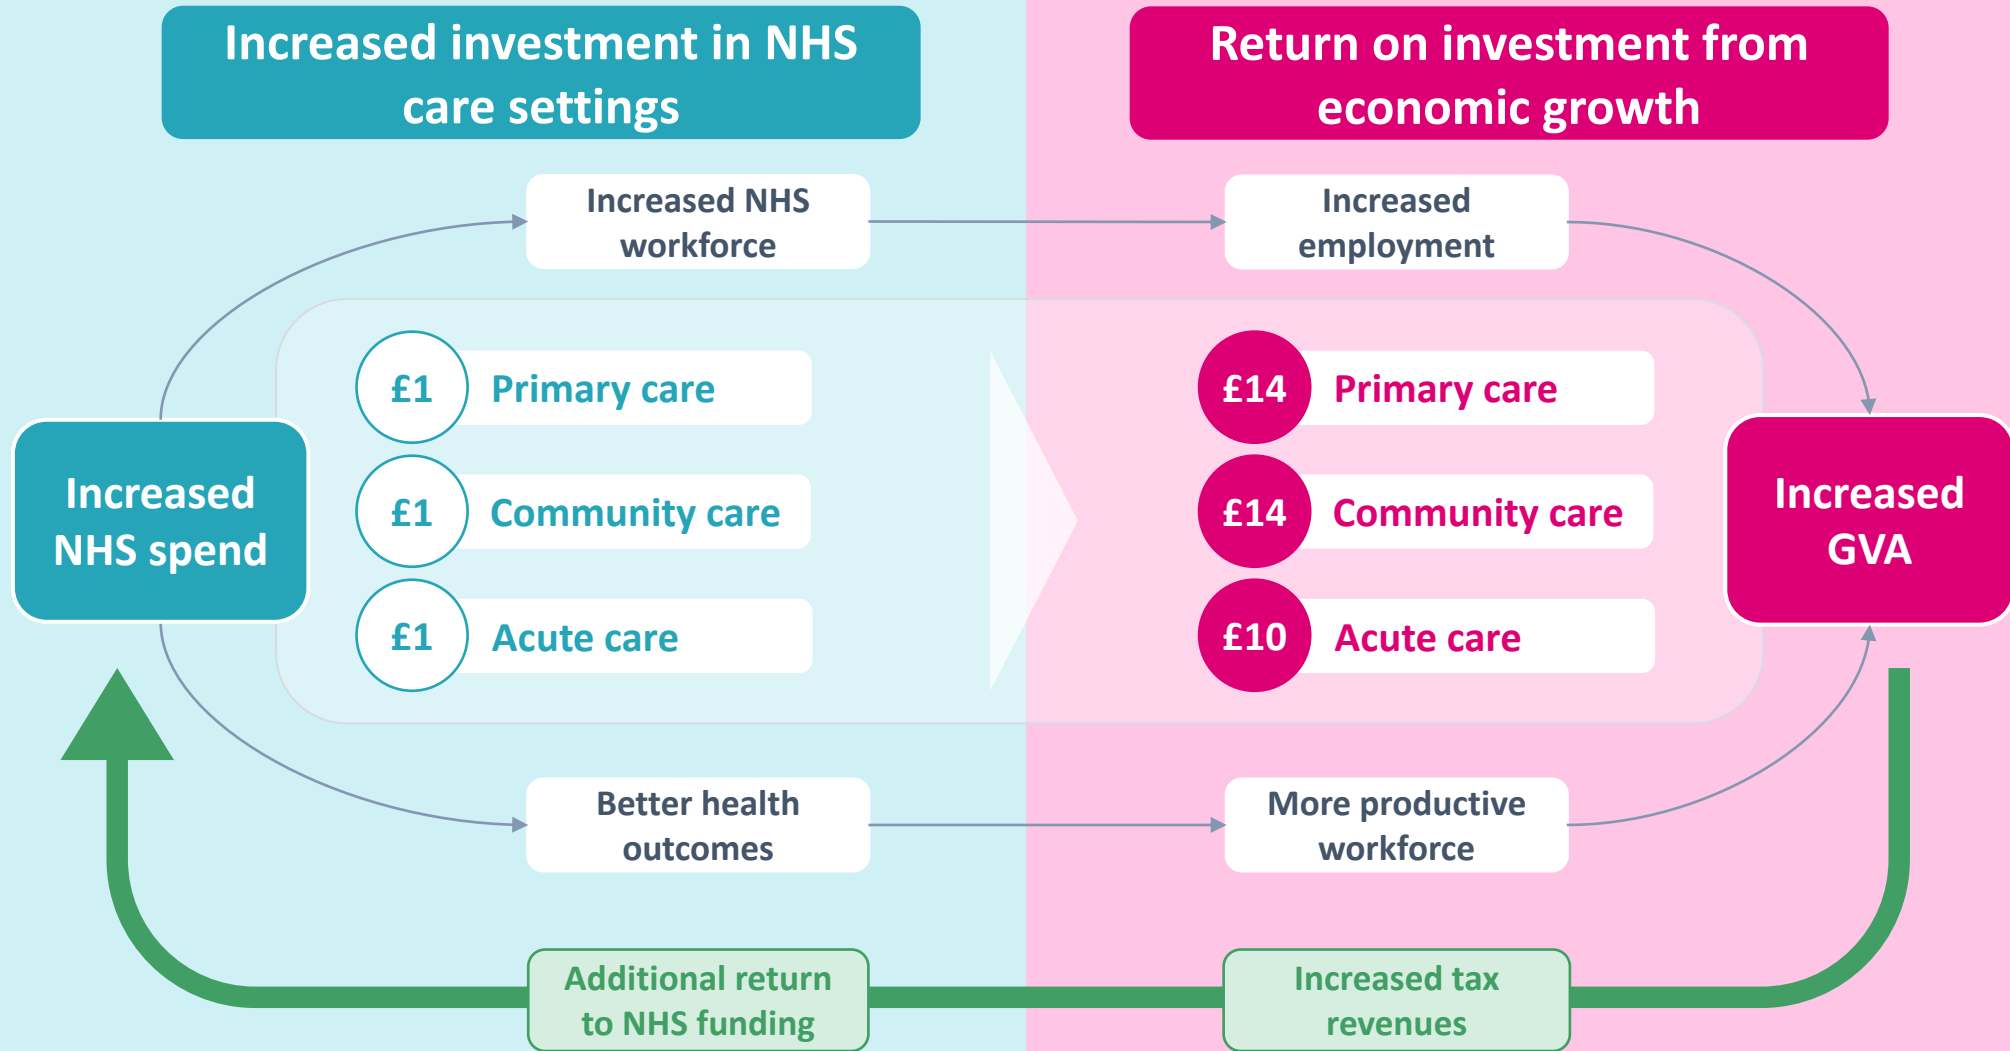 Increased investment in NHS
care settings
Return on investment from
economic growth
Increased NHS
workforce
Increased
employment
£1 Primary care
£14 Primary care
Increased
NHS spend
£1 Community care
£14 Community care
Increased
GVA
£1 Acute care
£10 Acute care
Better health
outcomes
More productive
workforce
Additional return
to NHS funding
Increased tax
revenues